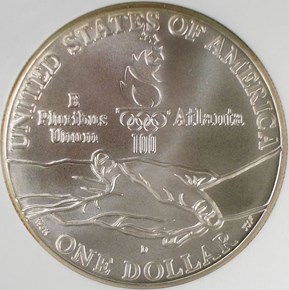 UNITED STATES OF AMERICA
E
Pluribus
Unum
Atlanta
100
D
ONE DOLLAR